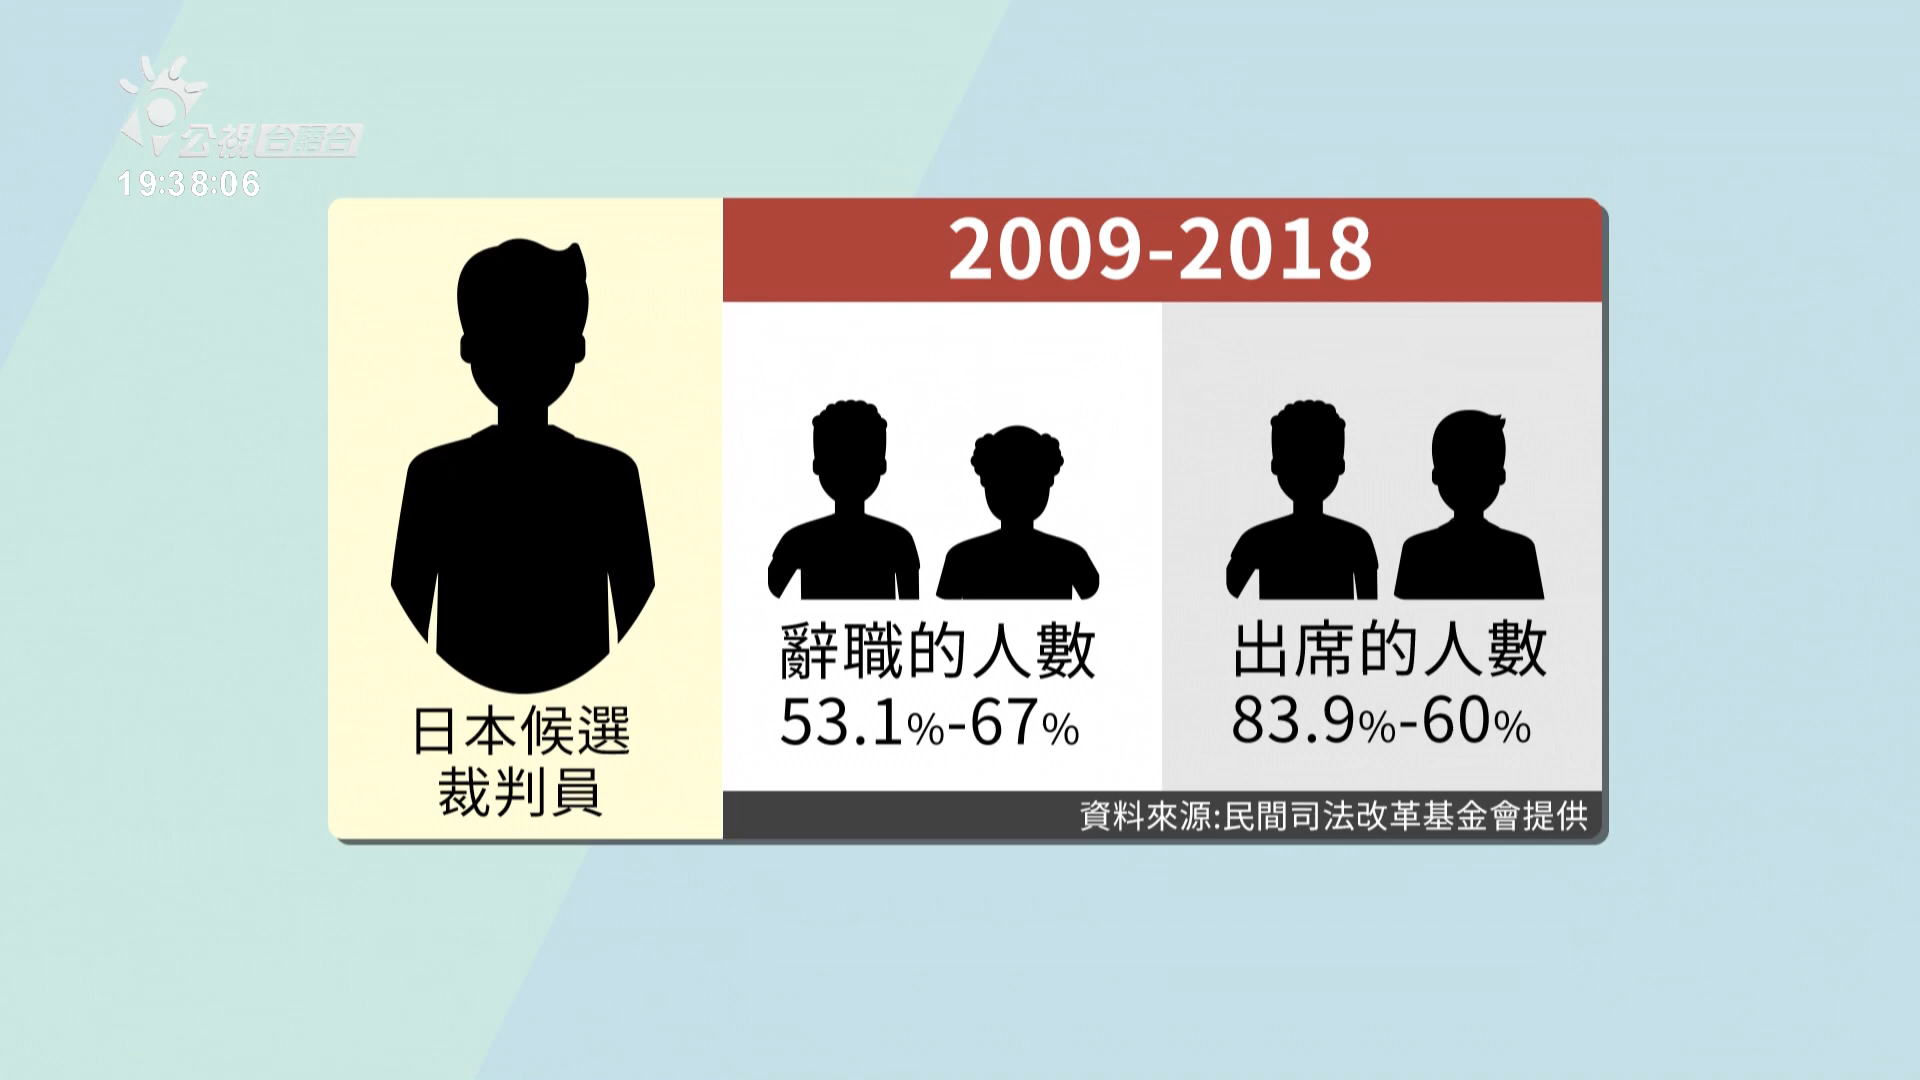 公視台語台
19:38:06
2009-2018
辭職的人數
53.1%-67%
出席的人數
83.9%-60%
日本候選
裁判員
資料來源:民間司法改革基金會提供